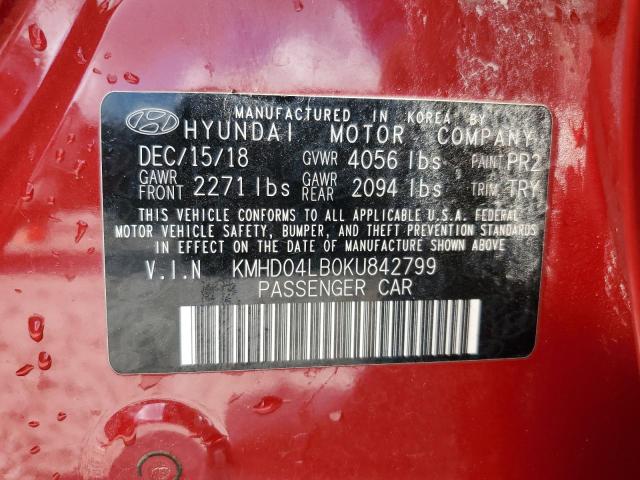 MANUFACTURED IN KOREA BY
HYUNDAI MOTOR COMPANY
DEC/15/18 GVWR 4056 lbs PAINT PR2
GAWR FRONT 2271 lbs GAWR REAR 2094 lbs TRIM TRY
THIS VEHICLE CONFORMS TO ALL APPLICABLE U.S.A. FEDERAL
MOTOR VEHICLE SAFETY, BUMPER, AND THEFT PREVENTION STANDARDS
IN EFFECT ON THE DATE OF MANUFACTURE SHOWN ABOVE.
V.I.N KMHD04LB0KU842799
PASSENGER CAR